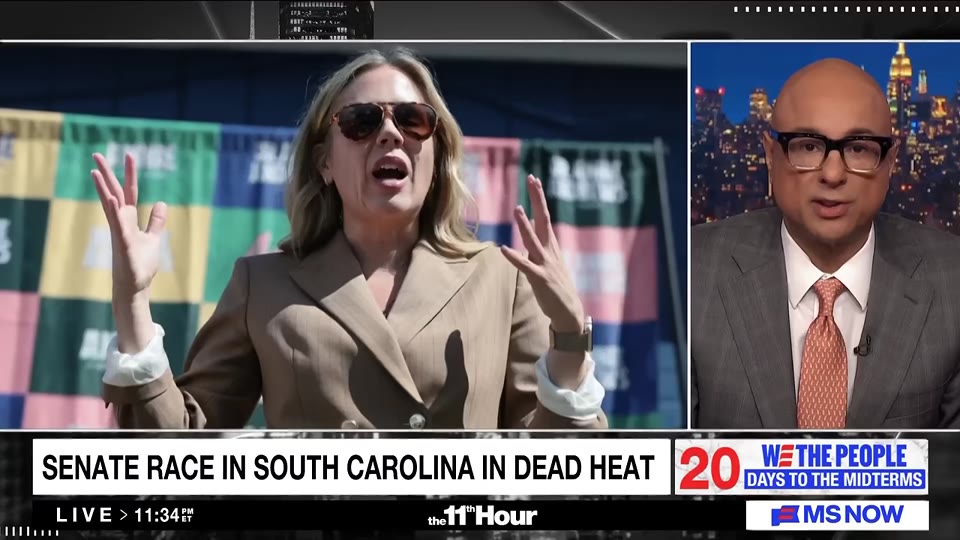 SENATE RACE IN SOUTH CAROLINA IN DEAD HEAT
20
WE THE PEOPLE
DAYS TO THE MIDTERMS
LIVE > 11:34 PM ET
the 11th Hour
MS NOW